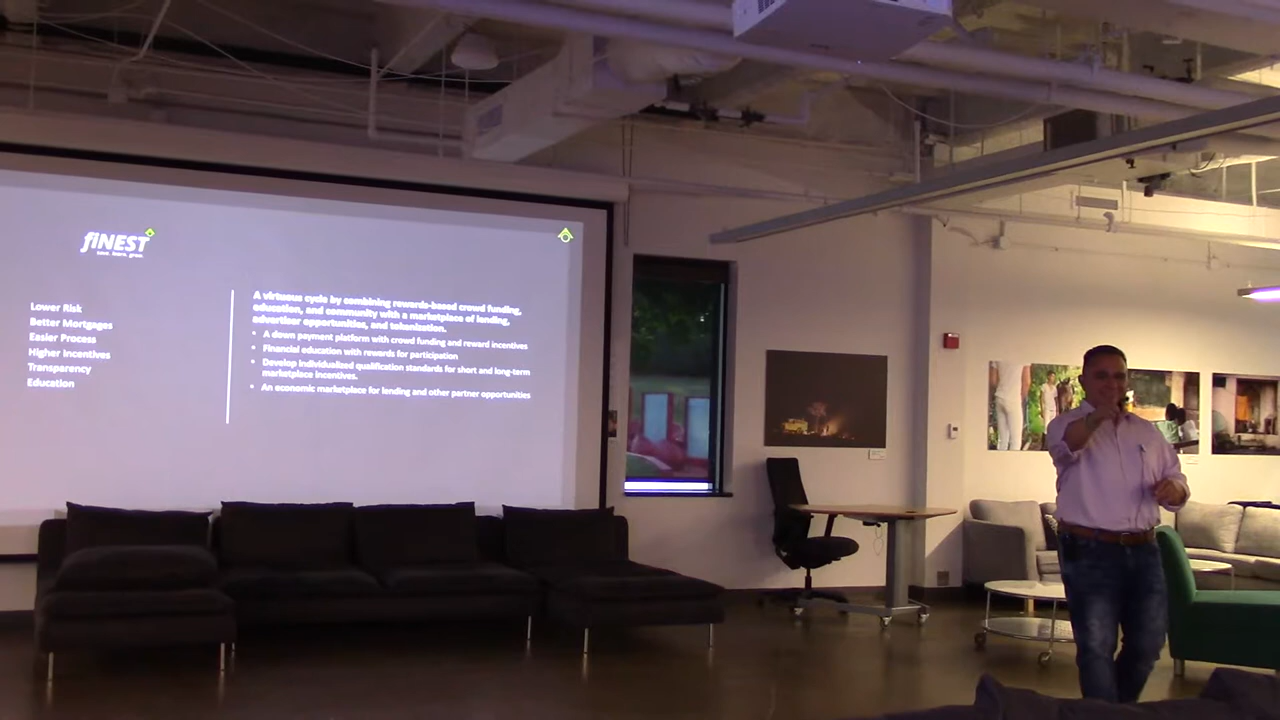 fiNEST
save. learn. grow.
Lower Risk
Better Mortgages
Easier Process
Higher Incentives
Transparency
Education
A virtuous cycle by combining rewards-based crowd funding,
education, and community with a marketplace of lending,
advertiser opportunities, and tokenization.
• A down payment platform with crowd funding and reward incentives
• Financial education with rewards for participation
• Develop individualized qualification standards for short and long-term
marketplace incentives.
• An economic marketplace for lending and other partner opportunities